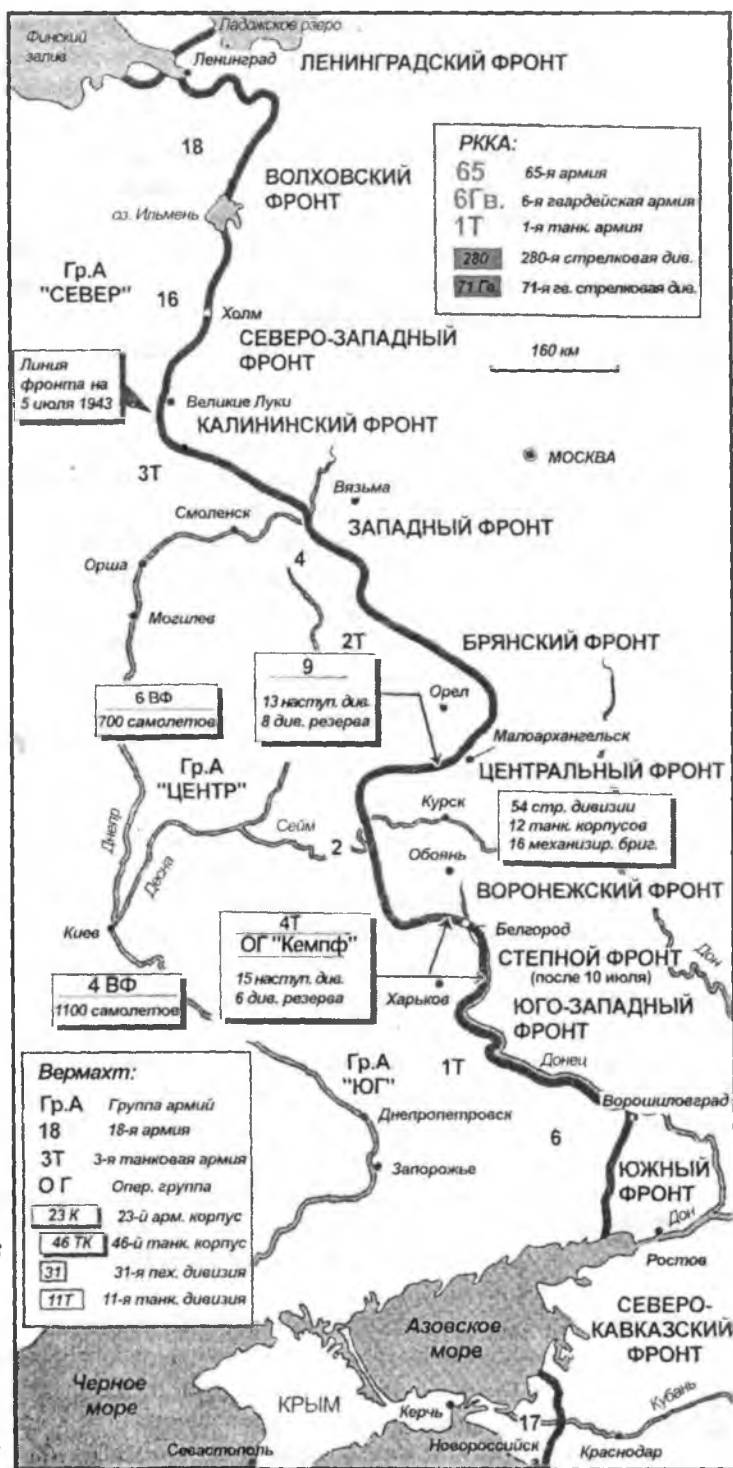 Финский
залив
Ладожское озеро
Ленинград
ЛЕНИНГРАДСКИЙ ФРОНТ
18
ВОЛХОВСКИЙ
ФРОНТ
оз. Ильмень
РККА:
65 65-я армия
6Гв. 6-я гвардейская армия
1Т 1-я танк. армия
280 280-я стрелковая див.
71 Гв. 71-я гв. стрелковая див.
Гр.А
"СЕВЕР"
16
Холм
СЕВЕРО-ЗАПАДНЫЙ
ФРОНТ
160 км
Линия
фронта на
5 июля 1943
Великие Луки
КАЛИНИНСКИЙ ФРОНТ
МОСКВА
3Т
Вязьма
Смоленск
ЗАПАДНЫЙ ФРОНТ
Орша
4
Могилев
2Т
БРЯНСКИЙ ФРОНТ
9
13 наступ. див.
8 див. резерва
Орел
6 ВФ
700 самолетов
Малоархангельск
Гр.А
"ЦЕНТР"
ЦЕНТРАЛЬНЫЙ ФРОНТ
54 стр. дивизии
12 танк. корпусов
16 механизир. бриг.
Курск
Днепр
Десна
Сейм
2
Обоянь
ВОРОНЕЖСКИЙ ФРОНТ
Киев
4Т
ОГ "Кемпф"
15 наступ. див.
6 див. резерва
Белгород
СТЕПНОЙ ФРОНТ
(после 10 июля)
Дон
4 ВФ
1100 самолетов
Харьков
ЮГО-ЗАПАДНЫЙ
ФРОНТ
Гр.А
"ЮГ"
1Т
Донец
Ворошиловград
Днепропетровск
6
Запорожье
ЮЖНЫЙ
ФРОНТ
Вермахт:
Гр.А Группа армий
18 18-я армия
3Т 3-я танковая армия
О Г Опер. группа
23 К 23-й арм. корпус
46 ТК 46-й танк. корпус
31 31-я пех. дивизия
11Т 11-я танк. дивизия
Дон
Ростов
Азовское
море
СЕВЕРО-
КАВКАЗСКИЙ
ФРОНТ
Черное
море
КРЫМ
Керчь
17
Кубань
Севастополь
Новороссийск
Краснодар